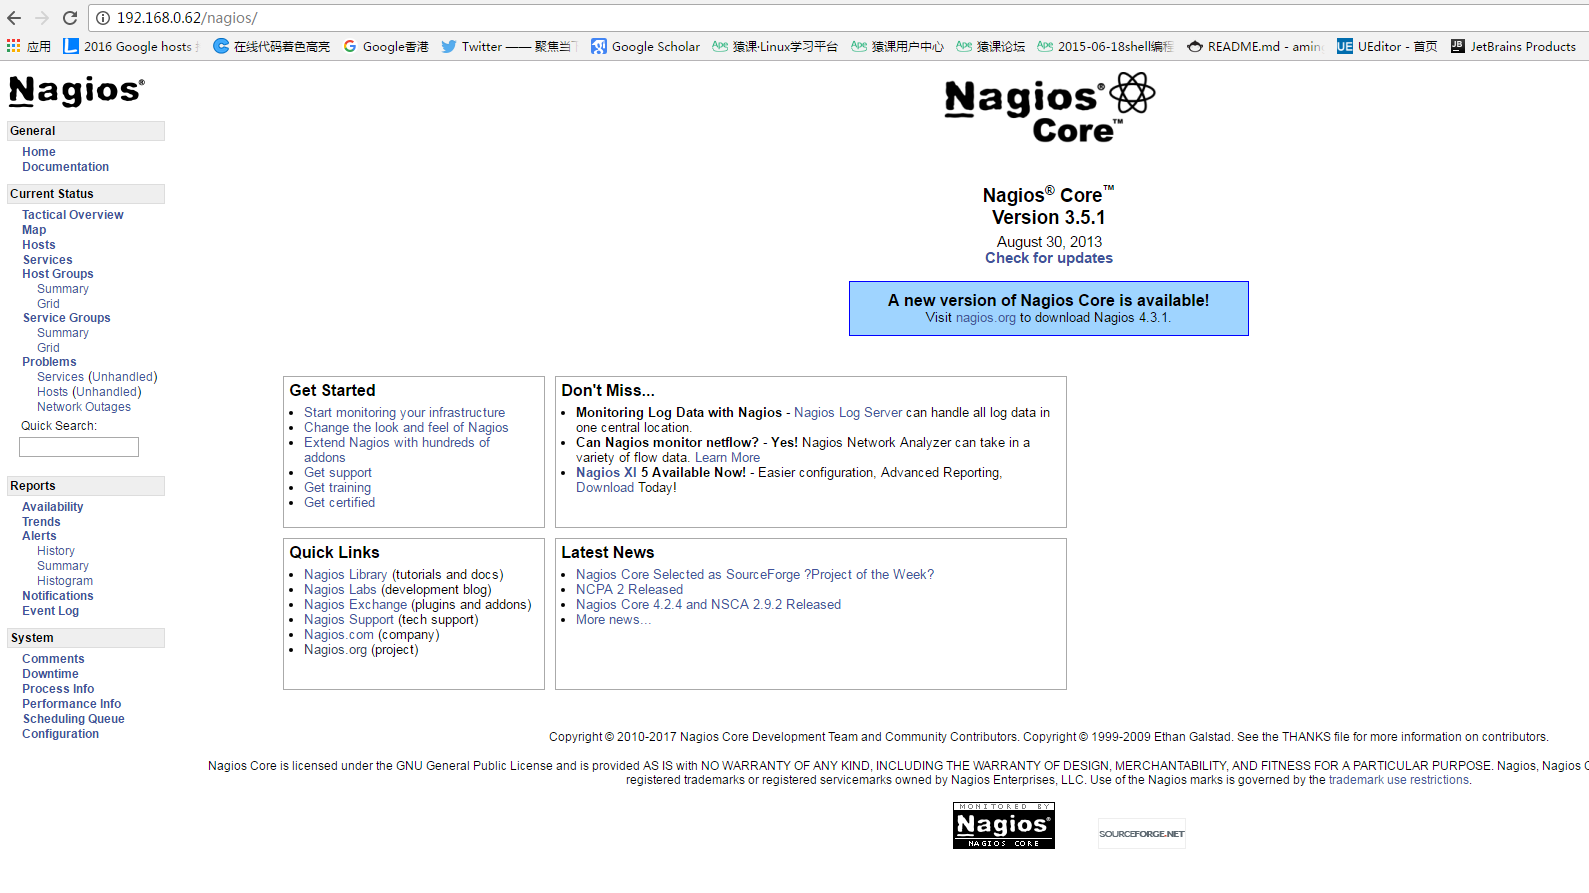 192.168.0.62/nagios/
应用 2016 Google hosts 在线代码着色高亮 Google香港 Twitter —— 聚焦当下 Google Scholar Ape 猿课·Linux学习平台 Ape 猿课用户中心 Ape 猿课论坛 Ape 2015-06-18shell编程 README.md - aming UE UEditor - 首页 JB JetBrains Products
Nagios®
General
Home
Documentation
Current Status
Tactical Overview
Map
Hosts
Services
Host Groups
Summary
Grid
Service Groups
Summary
Grid
Problems
Services (Unhandled)
Hosts (Unhandled)
Network Outages
Quick Search:
Reports
Availability
Trends
Alerts
History
Summary
Histogram
Notifications
Event Log
System
Comments
Downtime
Process Info
Performance Info
Scheduling Queue
Configuration
Nagios®
Core™
Nagios® Core™
Version 3.5.1
August 30, 2013
Check for updates
A new version of Nagios Core is available!
Visit nagios.org to download Nagios 4.3.1.
Get Started
Start monitoring your infrastructure
Change the look and feel of Nagios
Extend Nagios with hundreds of
addons
Get support
Get training
Get certified
Don't Miss...
Monitoring Log Data with Nagios - Nagios Log Server can handle all log data in
one central location.
Can Nagios monitor netflow? - Yes! Nagios Network Analyzer can take in a
variety of flow data. Learn More
Nagios XI 5 Available Now! - Easier configuration, Advanced Reporting,
Download Today!
Quick Links
Nagios Library (tutorials and docs)
Nagios Labs (development blog)
Nagios Exchange (plugins and addons)
Nagios Support (tech support)
Nagios.com (company)
Nagios.org (project)
Latest News
Nagios Core Selected as SourceForge ?Project of the Week?
NCPA 2 Released
Nagios Core 4.2.4 and NSCA 2.9.2 Released
More news...
Copyright © 2010-2017 Nagios Core Development Team and Community Contributors. Copyright © 1999-2009 Ethan Galstad. See the THANKS file for more information on contributors.
Nagios Core is licensed under the GNU General Public License and is provided AS IS with NO WARRANTY OF ANY KIND, INCLUDING THE WARRANTY OF DESIGN, MERCHANTABILITY, AND FITNESS FOR A PARTICULAR PURPOSE. Nagios, Nagios C
registered trademarks or registered servicemarks owned by Nagios Enterprises, LLC. Use of the Nagios marks is governed by the trademark use restrictions.
MONITORED BY
Nagios®
NAGIOS CORE
SOURCEFORGE.NET